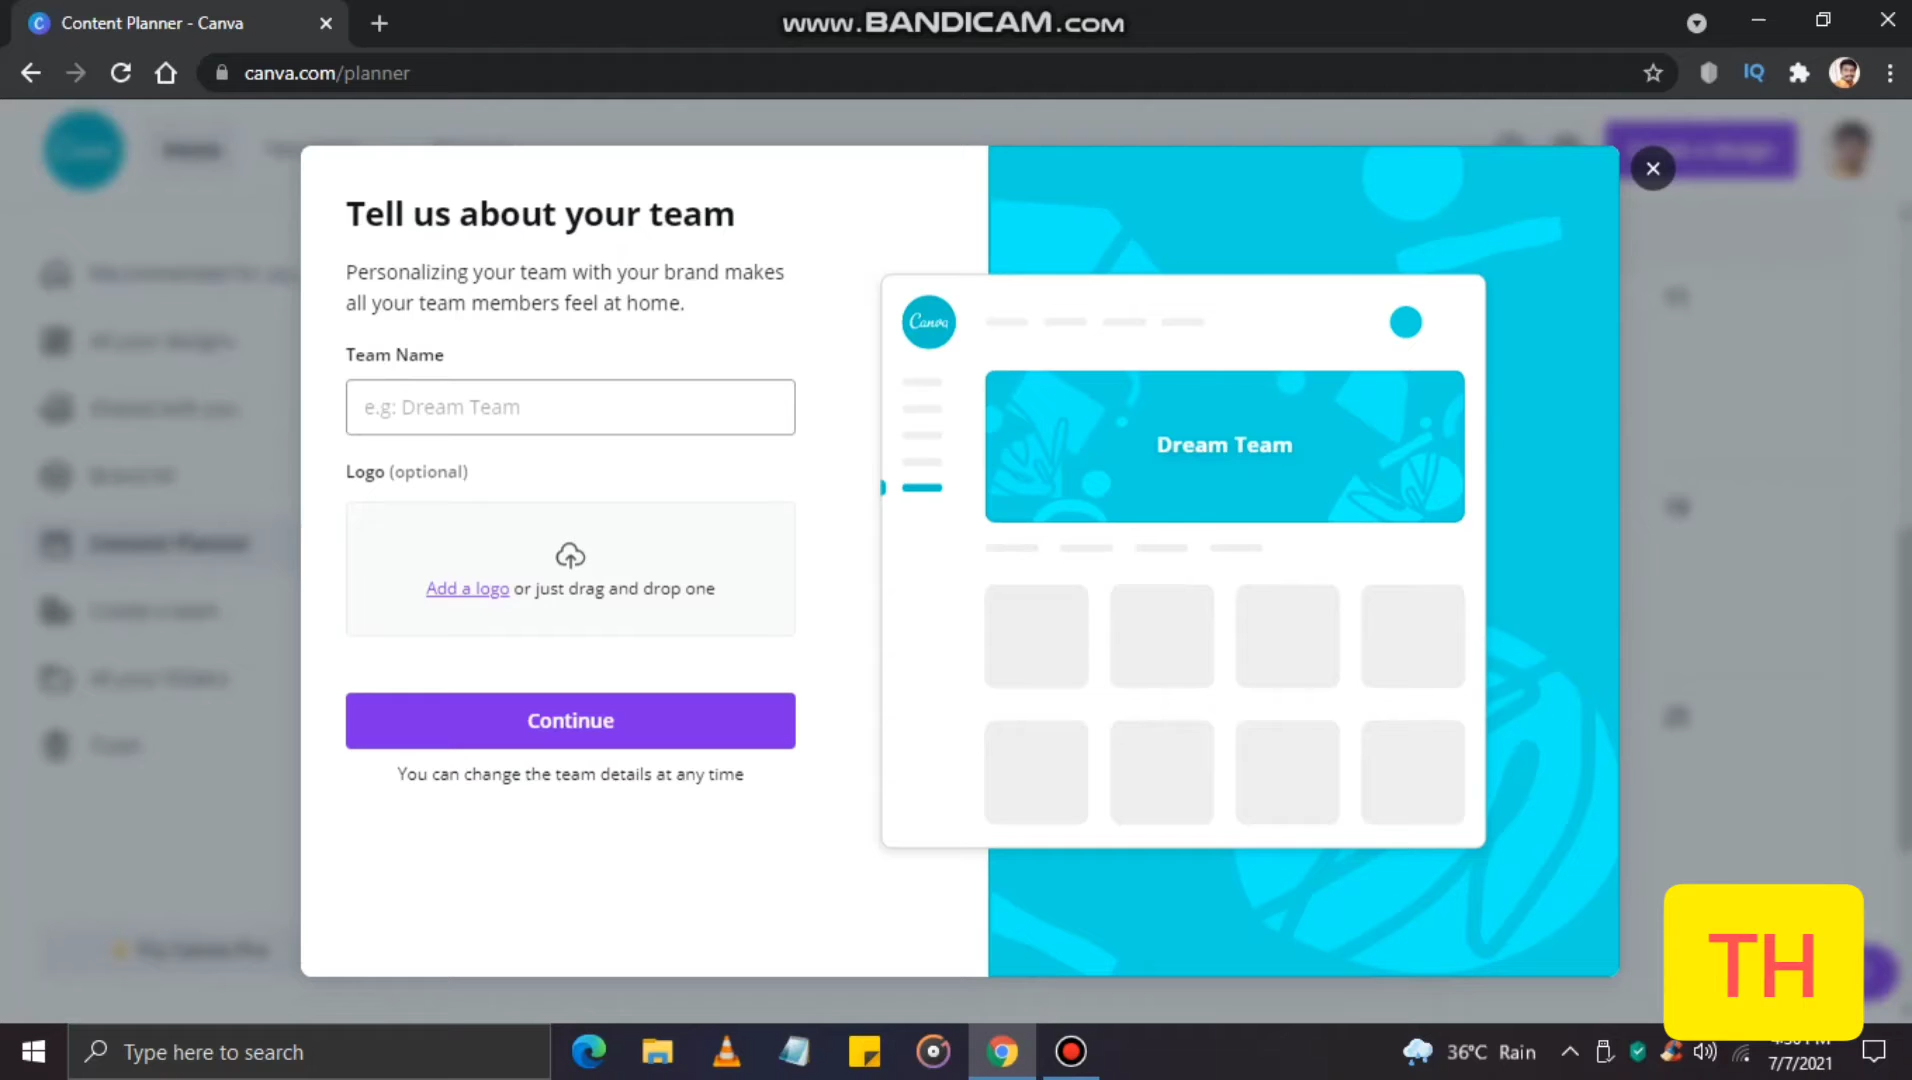 Content Planner - Canva
www.BANDICAM.com
canva.com/planner
IQ
Tell us about your team
Personalizing your team with your brand makes
all your team members feel at home.
Team Name
e.g: Dream Team
Logo (optional)
Add a logo or just drag and drop one
Continue
You can change the team details at any time
Canva
Dream Team
Content Planner
TH
Type here to search
36°C Rain
7/7/2021